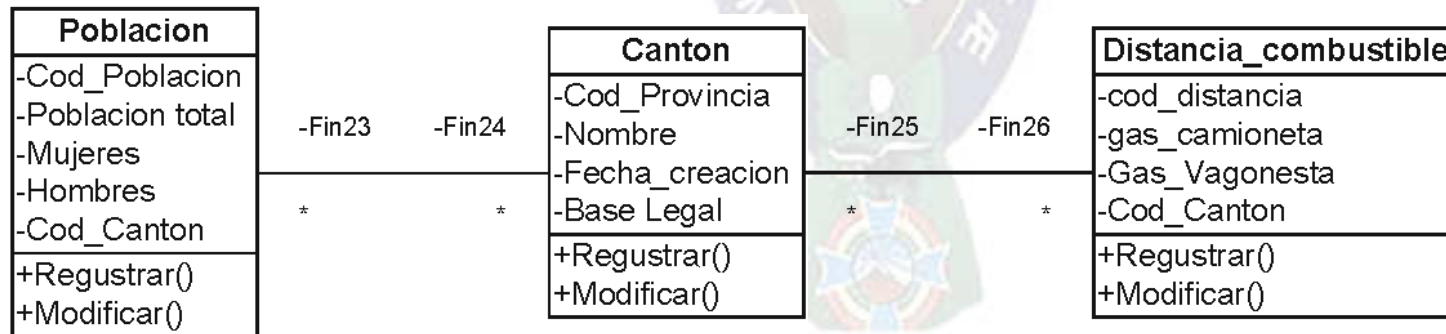 Poblacion
-Cod_Poblacion
-Poblacion total
-Mujeres
-Hombres
-Cod_Canton
+Regustrar()
+Modificar()
-Fin23
-Fin24
*
*
Canton
-Cod_Provincia
-Nombre
-Fecha_creacion
-Base Legal
+Regustrar()
+Modificar()
-Fin25
-Fin26
*
*
Distancia_combustible
-cod_distancia
-gas_camioneta
-Gas_Vagonesta
-Cod_Canton
+Regustrar()
+Modificar()